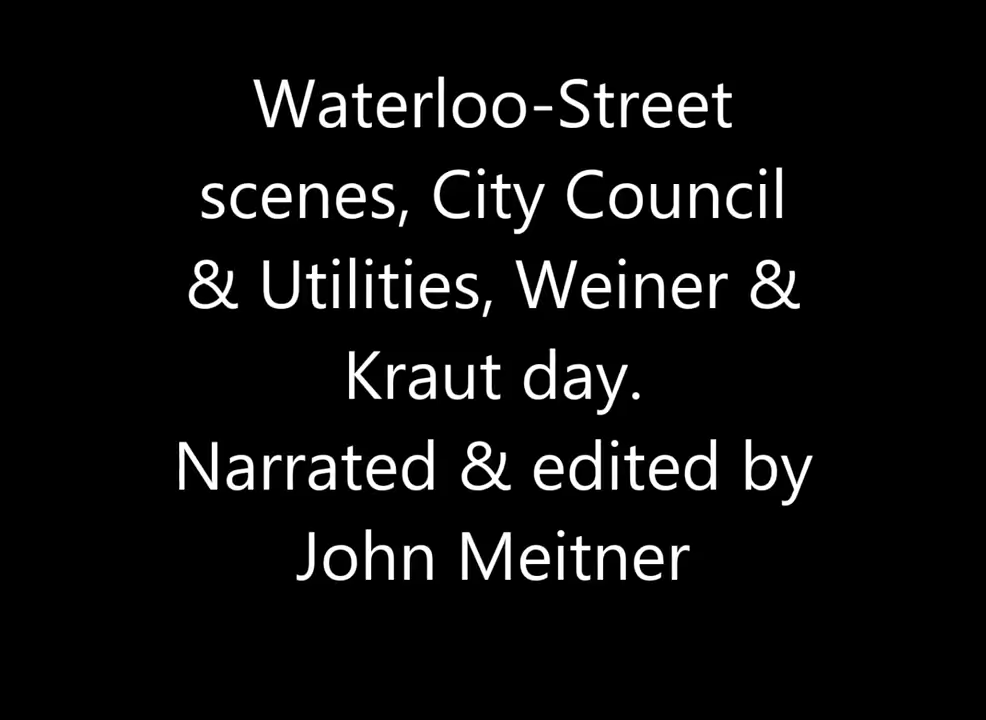 Waterloo-Street
scenes, City Council
& Utilities, Weiner &
Kraut day.
Narrated & edited by
John Meitner